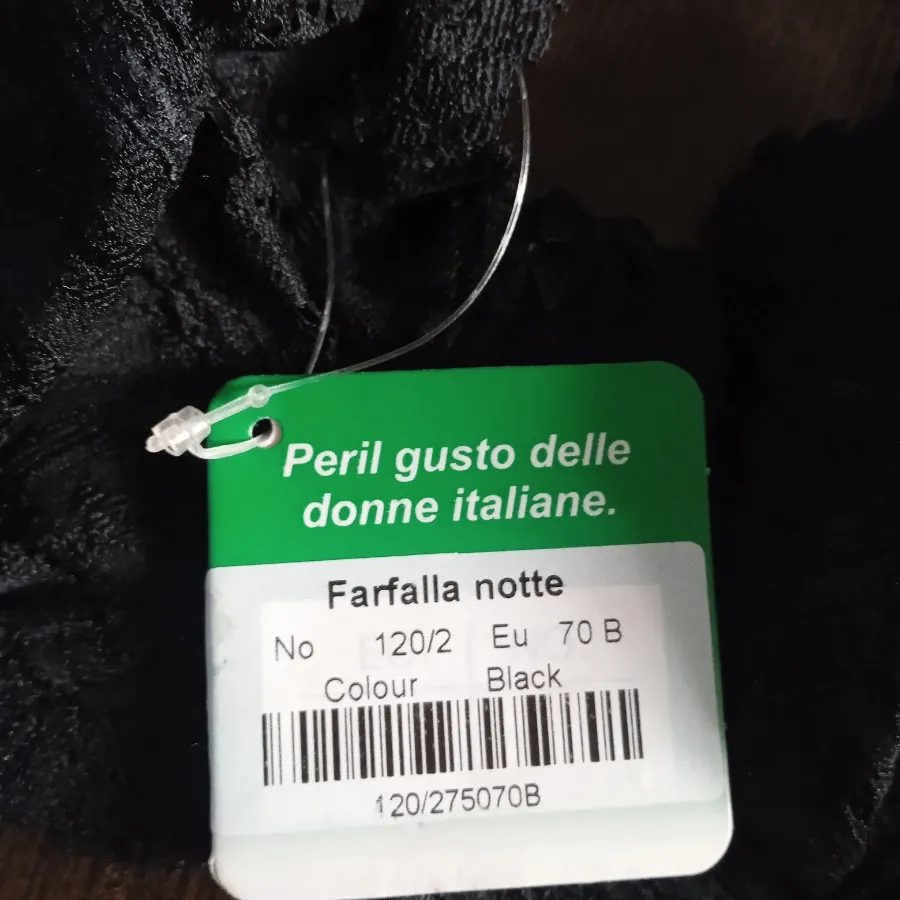 Peril gusto delle
donne italiane.
Farfalla notte
No 120/2 Eu 70 B
Colour Black
120/275070B